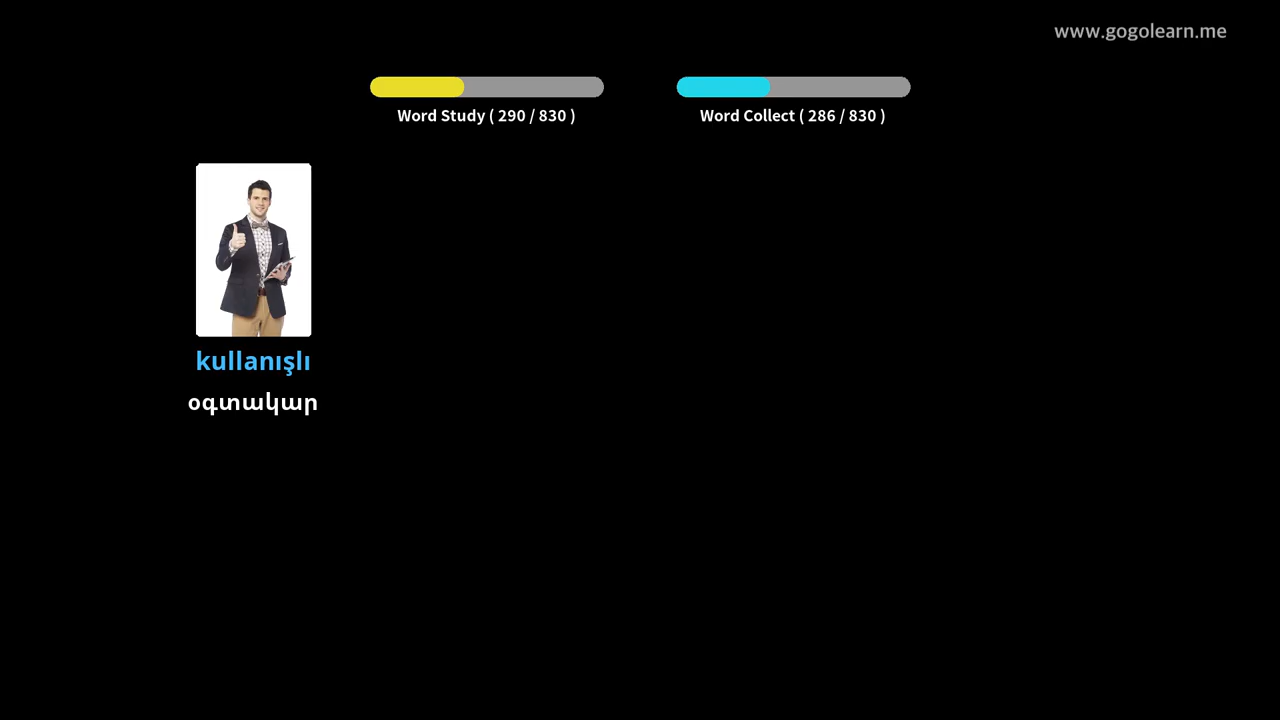 www.gogolearn.me
Word Study ( 290 / 830 )
Word Collect ( 286 / 830 )
kullanışlı
օգտակար